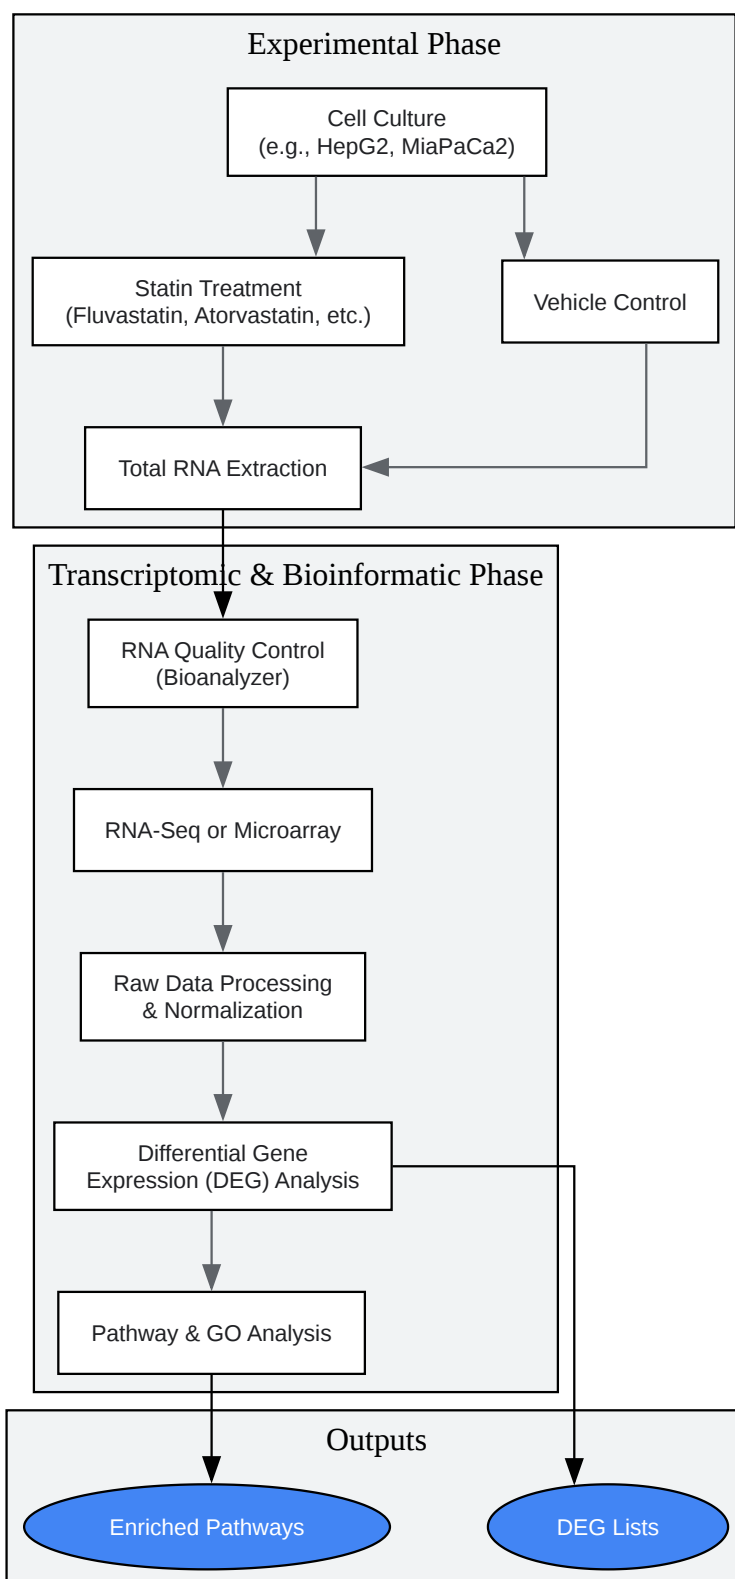 Experimental Phase
Cell Culture
(e.g., HepG2, MiaPaCa2)
Statin Treatment
(Fluvastatin, Atorvastatin, etc.)
Vehicle Control
Total RNA Extraction
Transcriptomic & Bioinformatic Phase
RNA Quality Control
(Bioanalyzer)
RNA-Seq or Microarray
Raw Data Processing
& Normalization
Differential Gene
Expression (DEG) Analysis
Pathway & GO Analysis
Outputs
Enriched Pathways
DEG Lists